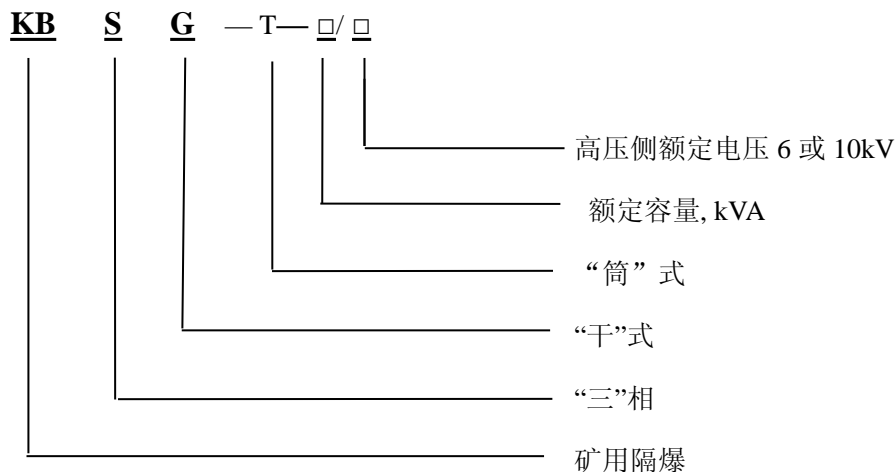 KB S G — T— □/ □
高压侧额定电压 6 或 10kV
额定容量, kVA
“筒”式
“干”式
“三”相
矿用隔爆